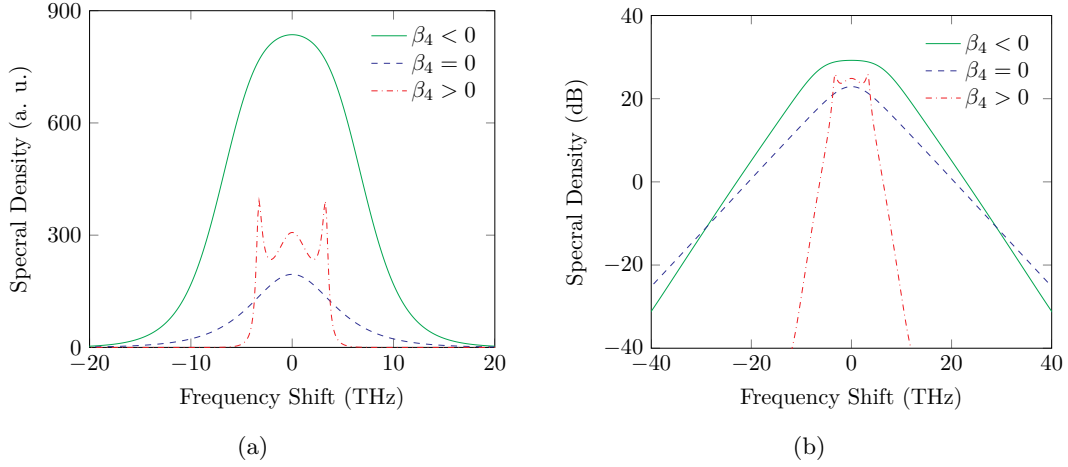 900
600
300
0
−20
−10
0
10
20
Specral Density (a. u.)
Frequency Shift (THz)
β4 < 0
β4 = 0
β4 > 0
(a)
40
20
0
−20
−40
−40
−20
0
20
40
Specral Density (dB)
Frequency Shift (THz)
β4 < 0
β4 = 0
β4 > 0
(b)